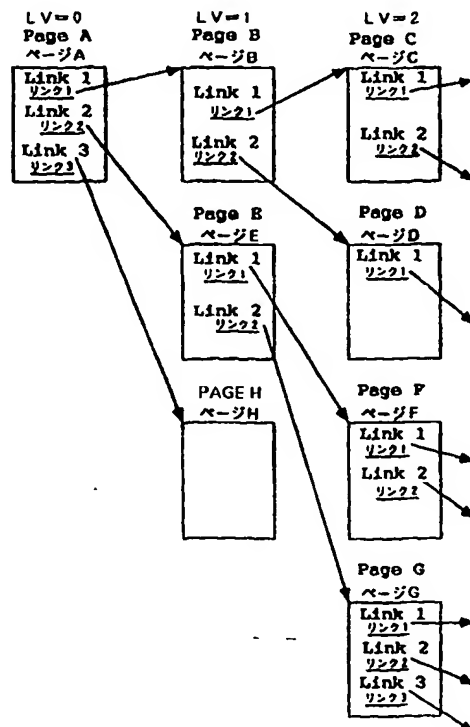 LV=0
Page A
ページA
Link 1
リンク1
Link 2
リンク2
Link 3
リンク3
LV=1
Page B
ページB
Link 1
リンク1
Link 2
リンク2
Page E
ページE
Link 1
リンク1
Link 2
リンク2
PAGE H
ページH
LV=2
Page C
ページC
Link 1
リンク1
Link 2
リンク2
Page D
ページD
Link 1
リンク1
Page F
ページF
Link 1
リンク1
Link 2
リンク2
Page G
ページG
Link 1
リンク1
Link 2
リンク2
Link 3
リンク3